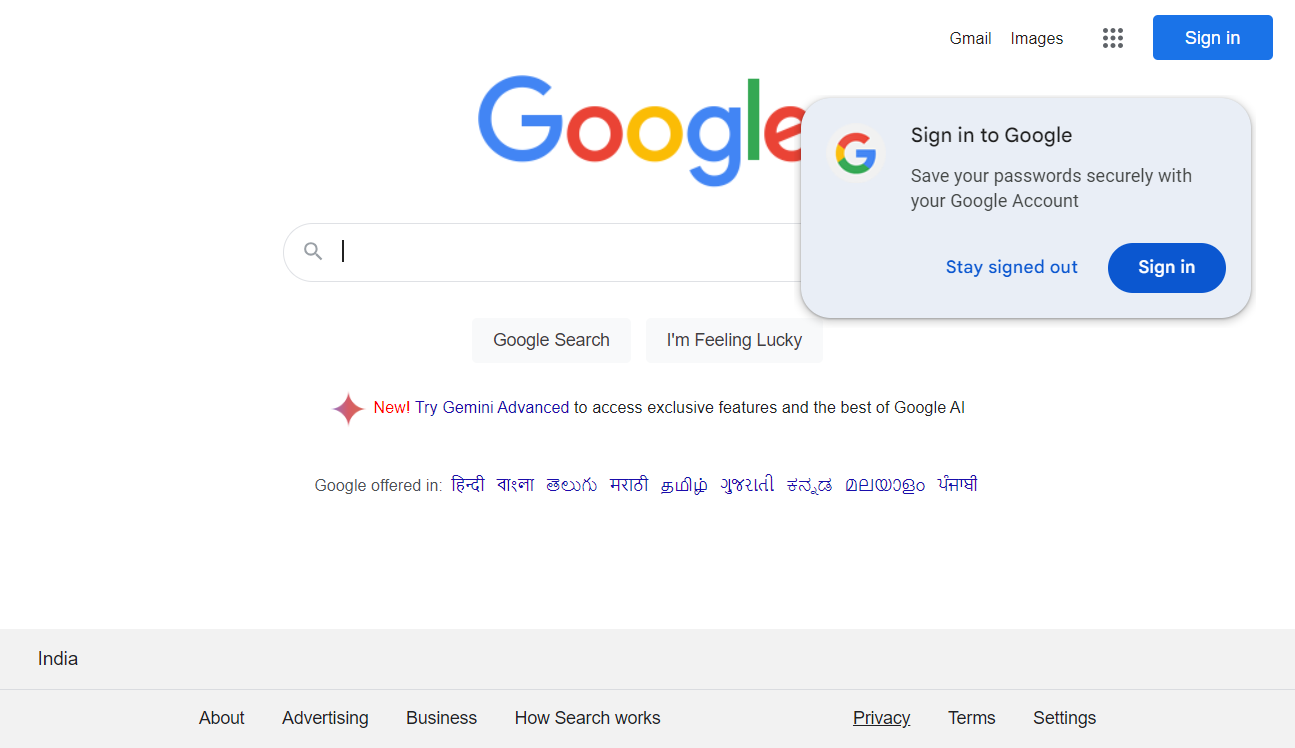 Gmail Images Sign in
Google
Sign in to Google
Save your passwords securely with
your Google Account
Stay signed out Sign in
Google Search I'm Feeling Lucky
New! Try Gemini Advanced to access exclusive features and the best of Google AI
Google offered in: हिन्दी বাংলা తెలుగు मराठी தமிழ் ગુજરાતી ಕನ್ನಡ മലയാളം ਪੰਜਾਬੀ
India
About Advertising Business How Search works Privacy Terms Settings